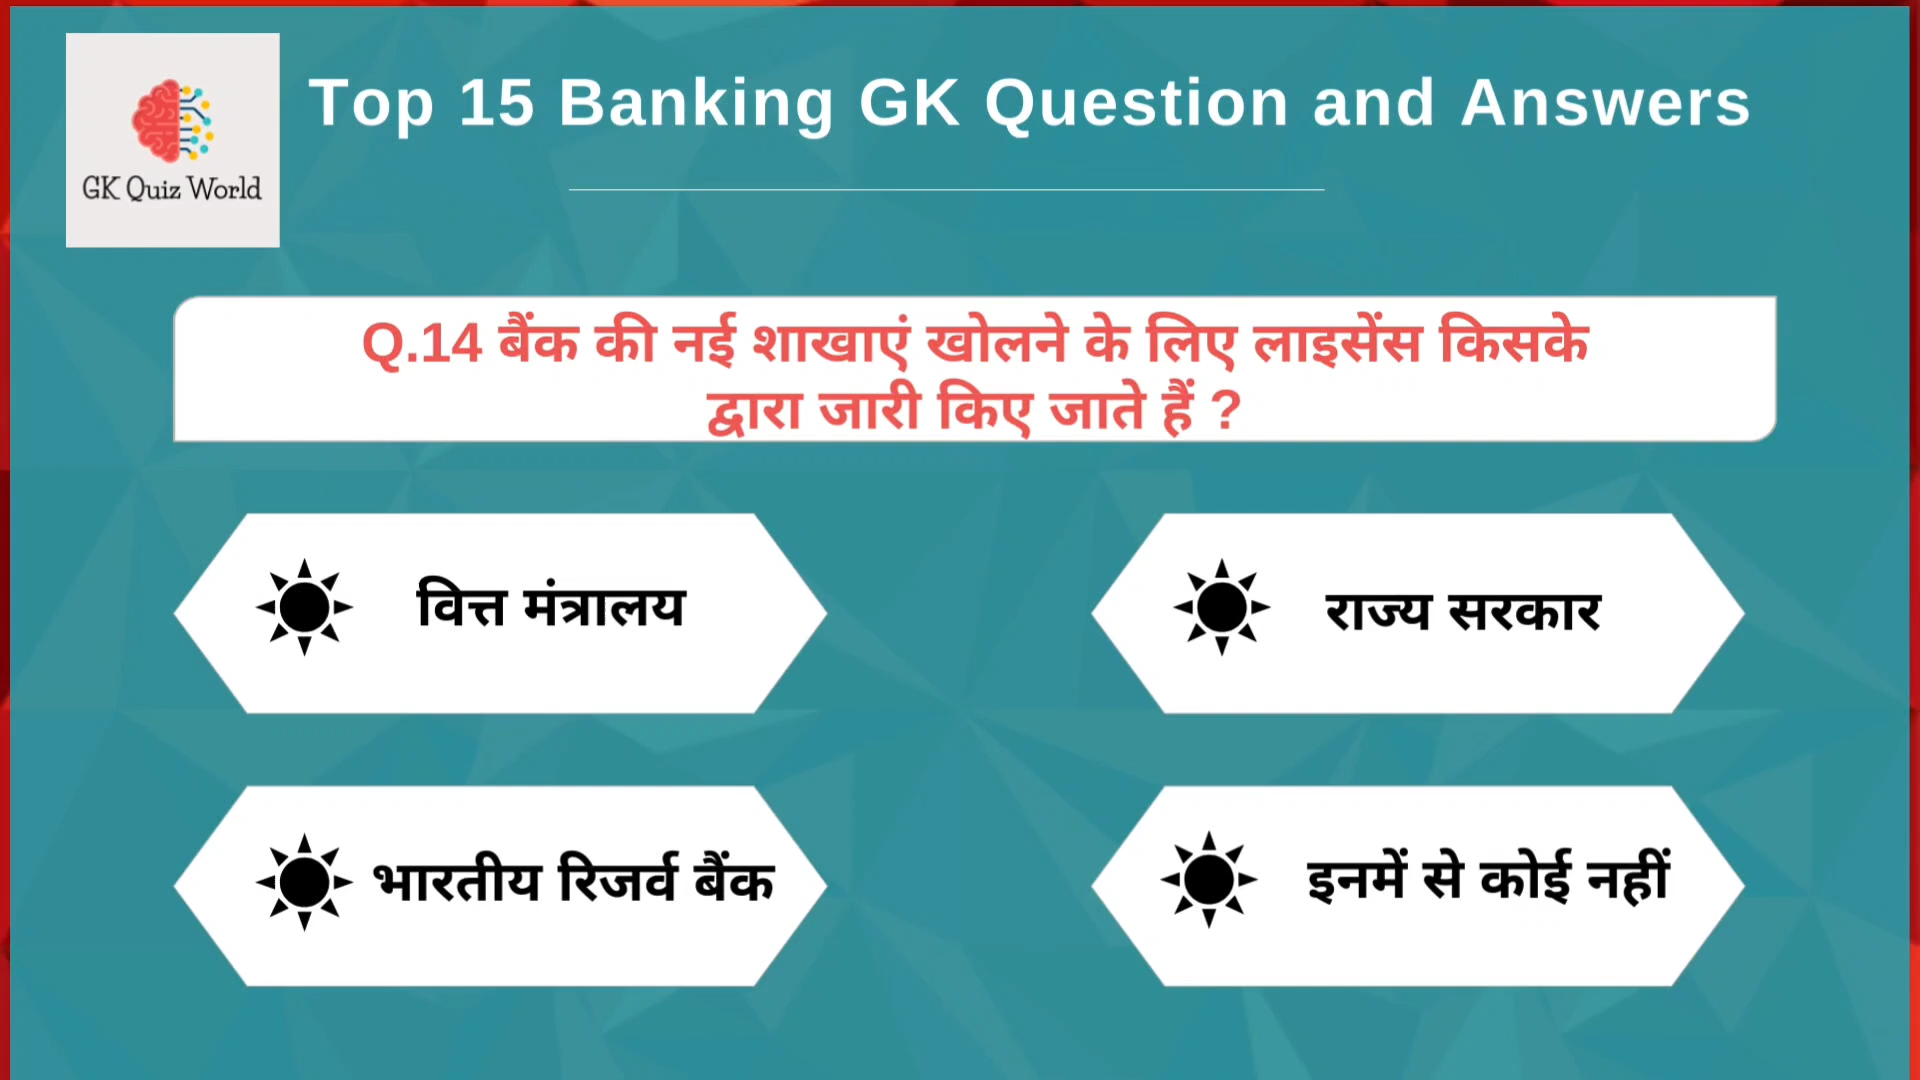 GK Quiz World
Top 15 Banking GK Question and Answers
Q.14 बैंक की नई शाखाएं खोलने के लिए लाइसेंस किसके
द्वारा जारी किए जाते हैं ?
वित्त मंत्रालय
राज्य सरकार
भारतीय रिजर्व बैंक
इनमें से कोई नहीं